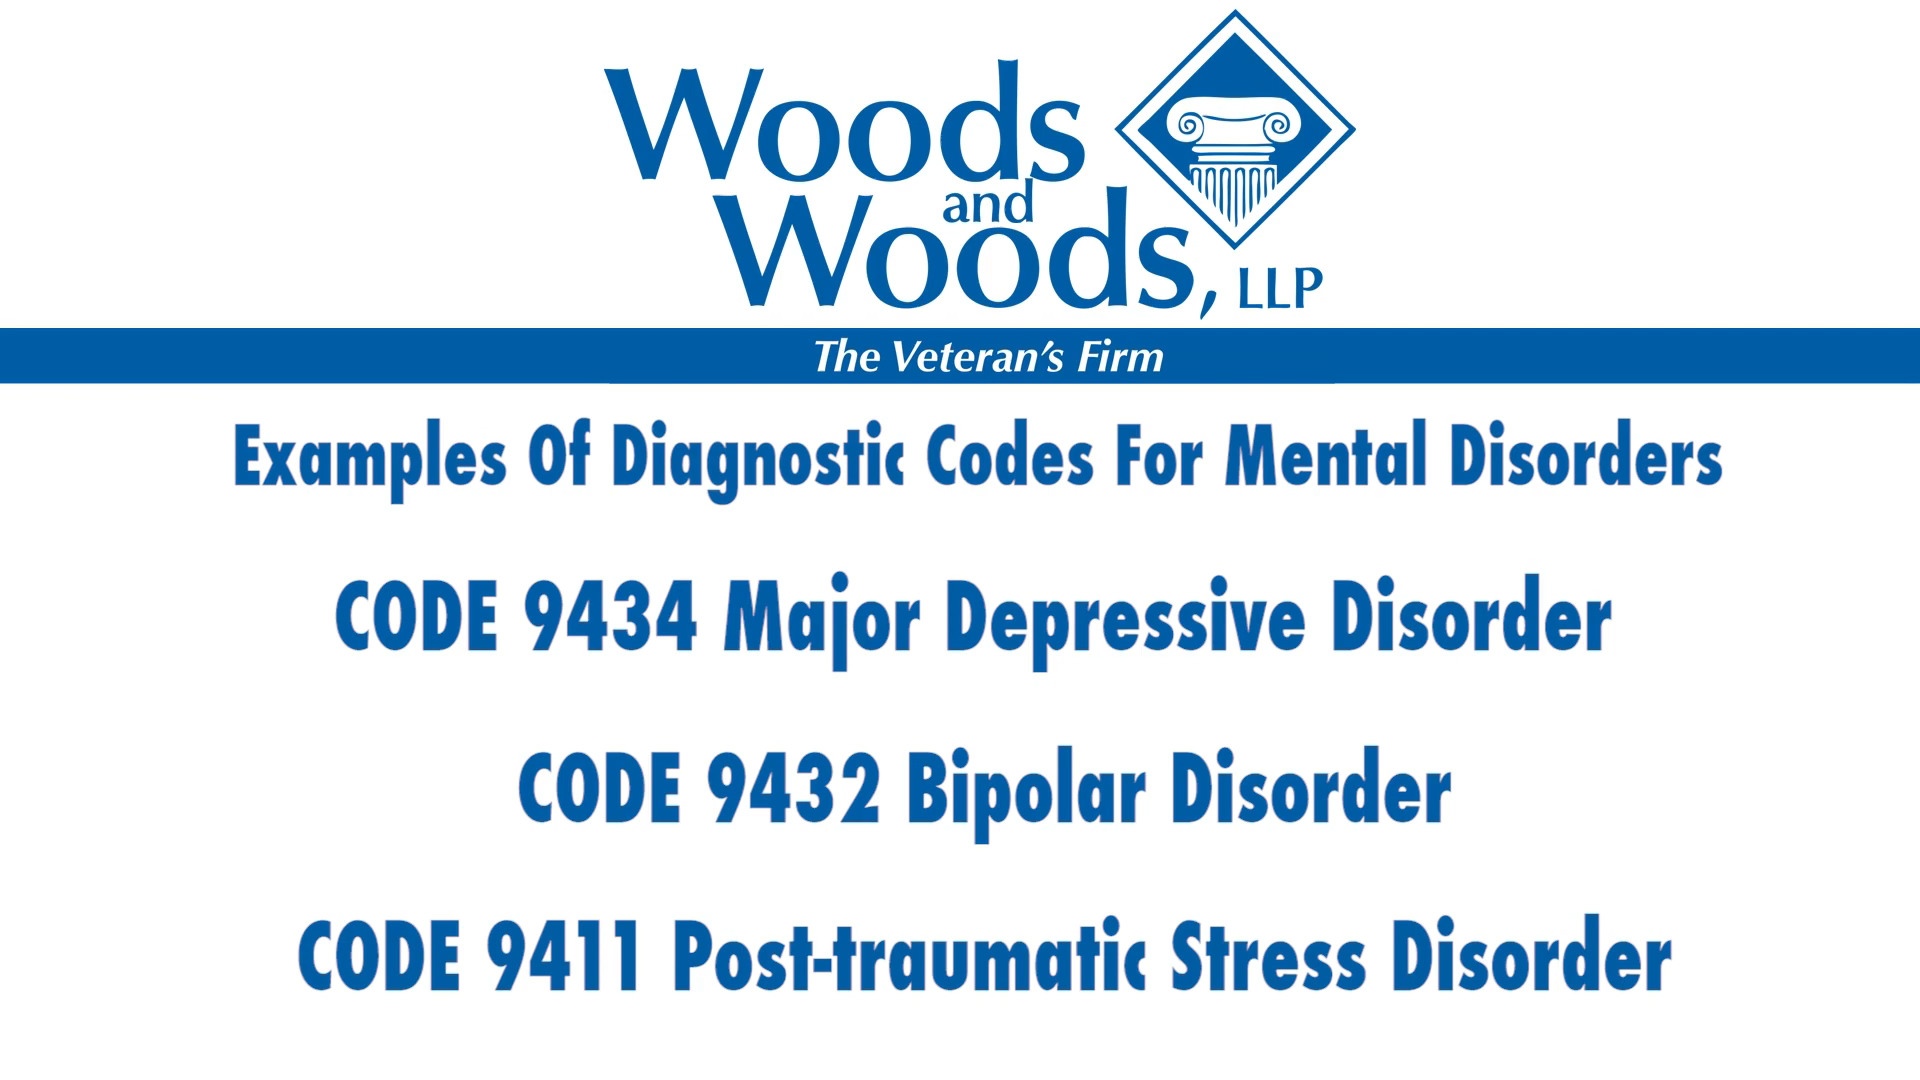 Woods
and
Woods, LLP
The Veteran's Firm
Examples Of Diagnostic Codes For Mental Disorders
CODE 9434 Major Depressive Disorder
CODE 9432 Bipolar Disorder
CODE 9411 Post-traumatic Stress Disorder